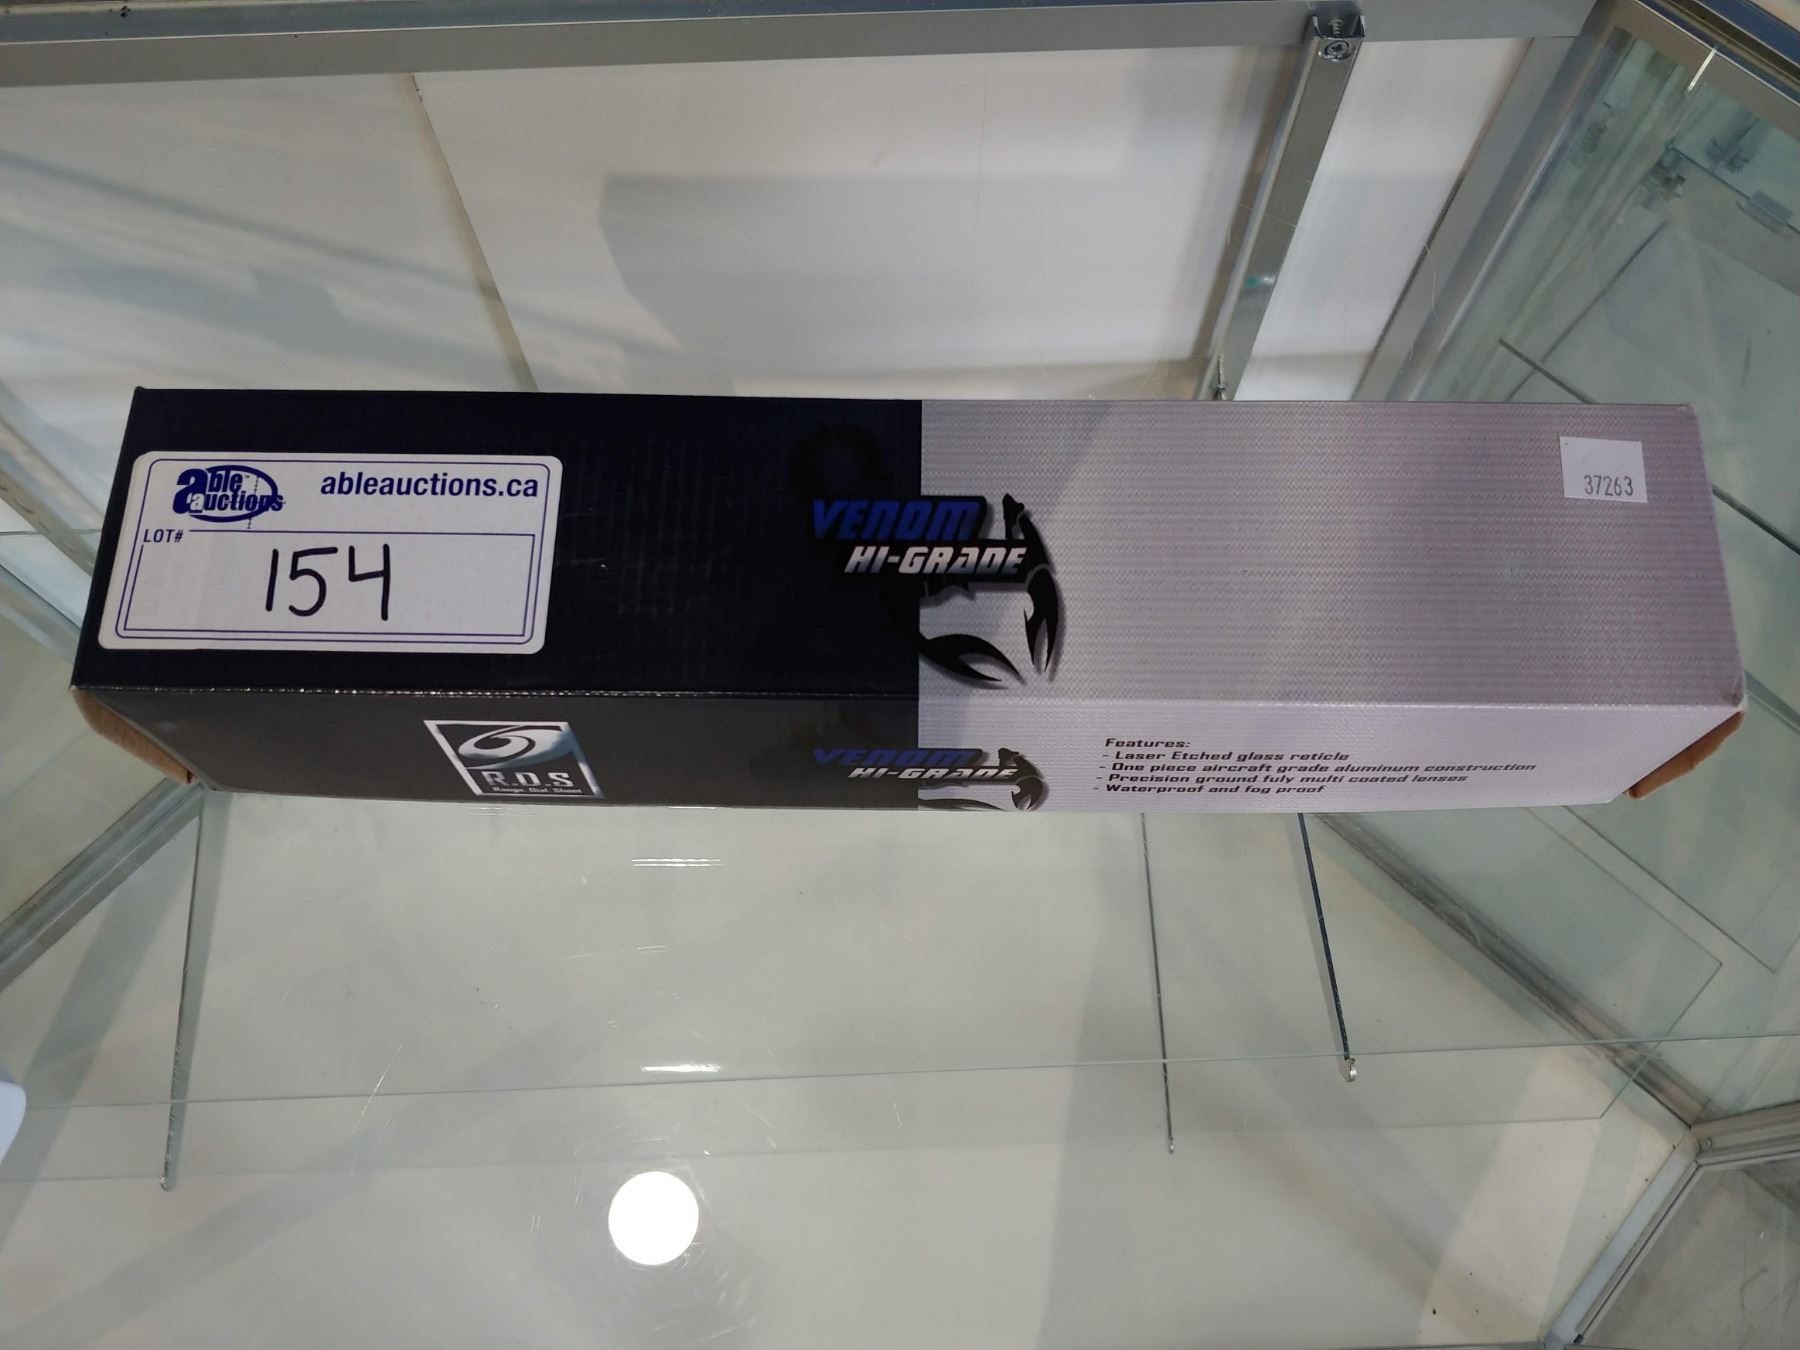 able auctions™
ableauctions.ca
LOT#
154
VENOM
HI-GRADE
37263
R.D.S
Range. Dial. Shoot
VENOM
HI-GRADE
Features:
- Laser Etched glass reticle
- One piece aircraft grade aluminum construction
- Precision ground fuly multi coated lenses
- Waterproof and fog proof